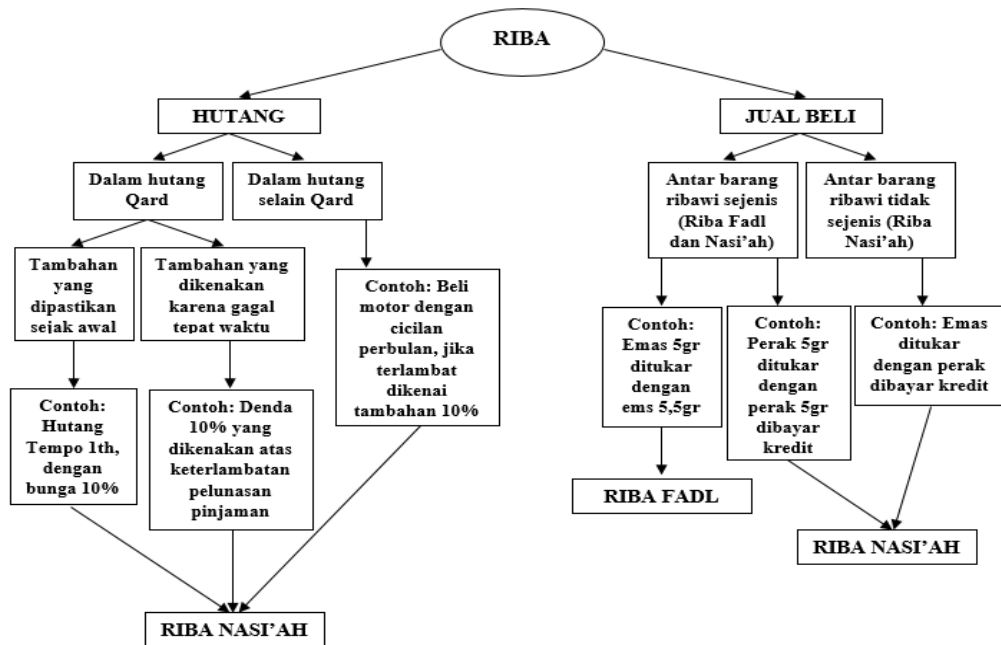 RIBA
HUTANG
JUAL BELI
Dalam hutang
Qard
Dalam hutang
selain Qard
Antar barang
ribawi sejenis
(Riba Fadl
dan Nasi'ah)
Antar barang
ribawi tidak
sejenis (Riba
Nasi'ah)
Tambahan
yang
dipastikan
sejak awal
Tambahan yang
dikenakan
karena gagal
tepat waktu
Contoh: Beli
motor dengan
cicilan
perbulan, jika
terlambat
dikenai
tambahan 10%
Contoh:
Emas 5gr
ditukar
dengan
ems 5,5gr
Contoh:
Perak 5gr
ditukar
dengan
perak 5gr
dibayar
kredit
Contoh: Emas
ditukar
dengan perak
dibayar kredit
Contoh:
Hutang
Tempo 1th,
dengan
bunga 10%
Contoh: Denda
10% yang
dikenakan atas
keterlambatan
pelunasan
pinjaman
RIBA FADL
RIBA NASI'AH
RIBA NASI'AH